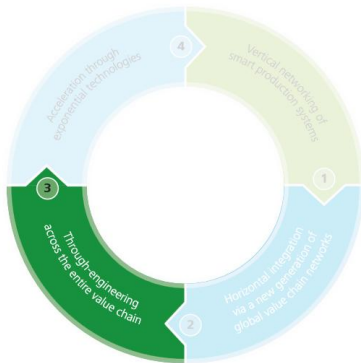 4
Acceleration through
exponential technologies
Vertical networking of
smart production systems
1
3
Through-engineering
across the entire value chain
Horizontal integration
via a new generation of
global value chain networks
2